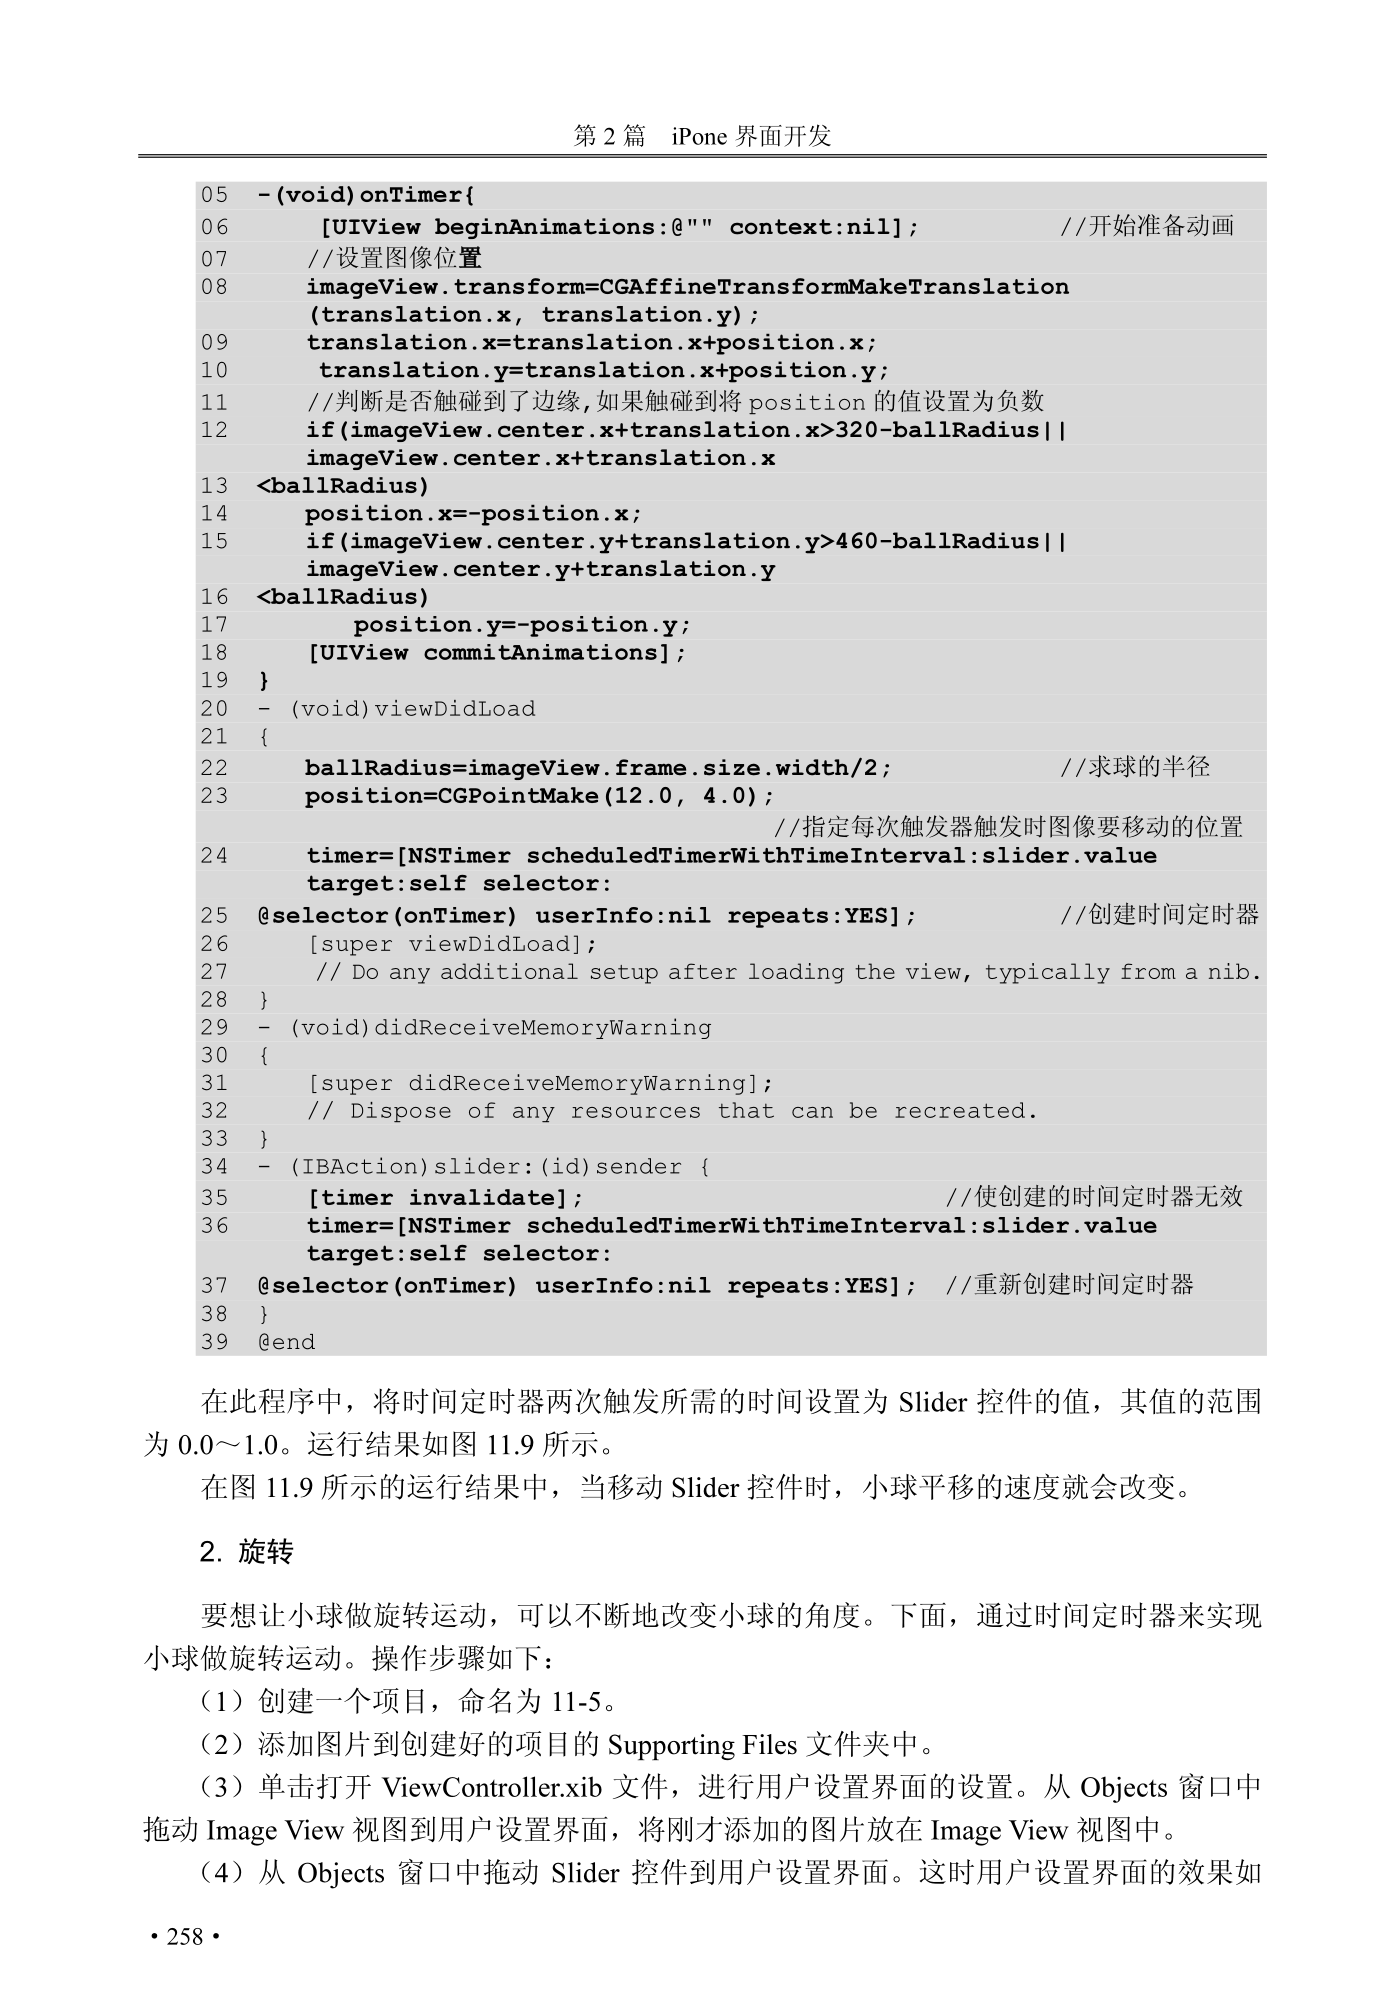 第 2 篇　iPone 界面开发
05  -(void)onTimer{
06      [UIView beginAnimations:@"" context:nil];          //开始准备动画
07     //设置图像位置
08     imageView.transform=CGAffineTransformMakeTranslation
       (translation.x, translation.y);
09     translation.x=translation.x+position.x;
10      translation.y=translation.x+position.y;
11     //判断是否触碰到了边缘,如果触碰到将 position 的值设置为负数
12     if(imageView.center.x+translation.x>320-ballRadius||
       imageView.center.x+translation.x
13  <ballRadius)
14     position.x=-position.x;
15     if(imageView.center.y+translation.y>460-ballRadius||
       imageView.center.y+translation.y
16  <ballRadius)
17        position.y=-position.y;
18     [UIView commitAnimations];
19  }
20  - (void)viewDidLoad
21  {
22     ballRadius=imageView.frame.size.width/2;            //求球的半径
23     position=CGPointMake(12.0, 4.0);
                                   //指定每次触发器触发时图像要移动的位置
24     timer=[NSTimer scheduledTimerWithTimeInterval:slider.value
       target:self selector:
25  @selector(onTimer) userInfo:nil repeats:YES];          //创建时间定时器
26     [super viewDidLoad];
27      // Do any additional setup after loading the view, typically from a nib.
28  }
29  - (void)didReceiveMemoryWarning
30  {
31     [super didReceiveMemoryWarning];
32     // Dispose of any resources that can be recreated.
33  }
34  - (IBAction)slider:(id)sender {
35     [timer invalidate];                         //使创建的时间定时器无效
36     timer=[NSTimer scheduledTimerWithTimeInterval:slider.value
       target:self selector:
37  @selector(onTimer) userInfo:nil repeats:YES];  //重新创建时间定时器
38  }
39  @end
在此程序中，将时间定时器两次触发所需的时间设置为 Slider 控件的值，其值的范围
为 0.0～1.0。运行结果如图 11.9 所示。
在图 11.9 所示的运行结果中，当移动 Slider 控件时，小球平移的速度就会改变。
2. 旋转
要想让小球做旋转运动，可以不断地改变小球的角度。下面，通过时间定时器来实现
小球做旋转运动。操作步骤如下：
（1）创建一个项目，命名为 11-5。
（2）添加图片到创建好的项目的 Supporting Files 文件夹中。
（3）单击打开 ViewController.xib 文件，进行用户设置界面的设置。从 Objects 窗口中
拖动 Image View 视图到用户设置界面，将刚才添加的图片放在 Image View 视图中。
（4）从 Objects 窗口中拖动 Slider 控件到用户设置界面。这时用户设置界面的效果如
·258·